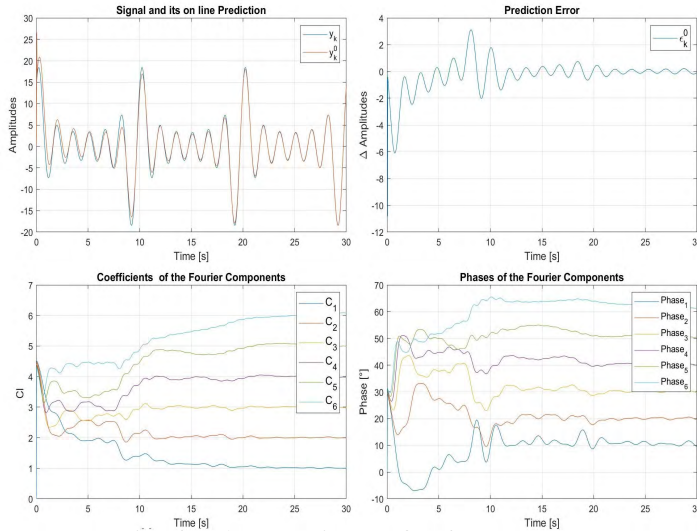 Signal and its on line Prediction
20
15
10
5
0
-5
-10
-15
-20
0 5 10 15 20 25 30
Amplitudes
Time [s]
y_k
y_k^0
Prediction Error
4
2
0
-2
-4
-6
-8
-10
-12
0 5 10 15 20 25 3
Δ Amplitudes
Time [s]
ϵ_k^0
Coefficients of the Fourier Components
7
6
5
4
3
2
1
0
0 5 10 15 20 25 30
CI
Time [s]
C_1
C_2
C_3
C_4
C_5
C_6
Phases of the Fourier Components
70
60
50
40
30
20
10
0
-10
0 5 10 15 20 25 3
Phase [°]
Time [s]
Phase_1
Phase_2
Phase_3
Phase_4
Phase_5
Phase_6